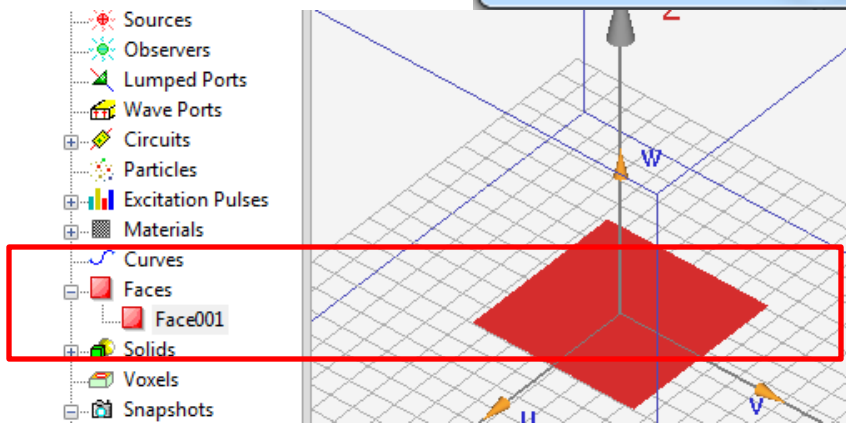 Sources
Observers
Lumped Ports
Wave Ports
Circuits
Particles
Excitation Pulses
Materials
Curves
Faces
Face001
Solids
Voxels
Snapshots
Z
w
v
u